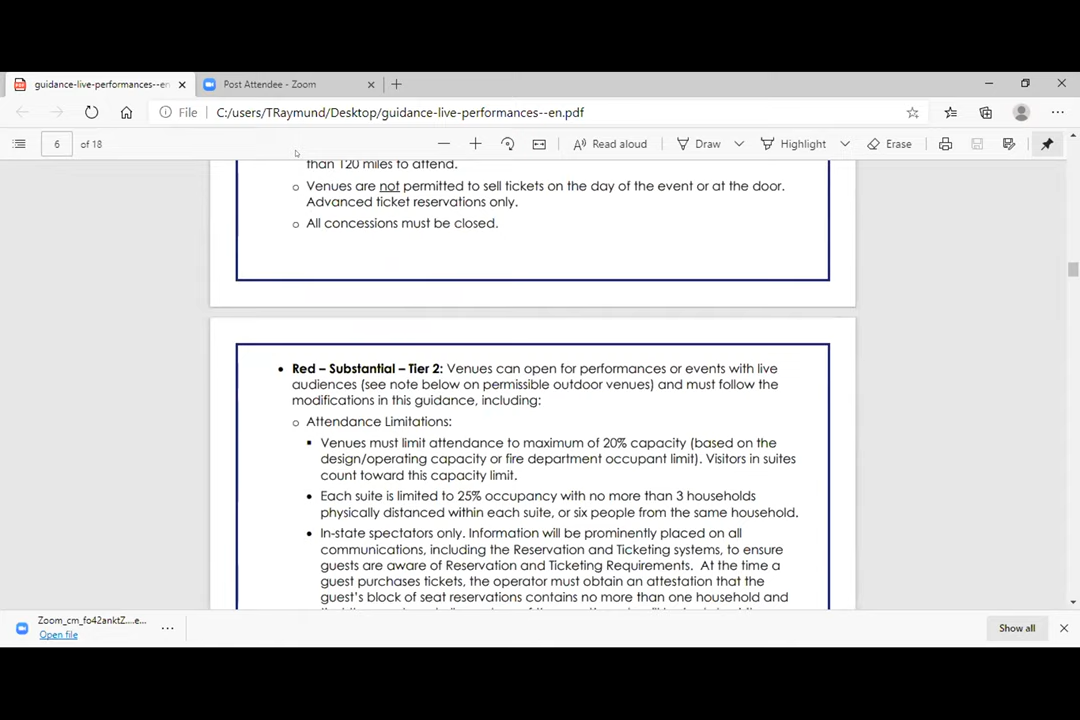 guidance-live-performances--en
Post Attendee - Zoom
File C:/users/TRaymund/Desktop/guidance-live-performances--en.pdf
6 of 18
Read aloud Draw Highlight Erase
than 120 miles to attend.
Venues are not permitted to sell tickets on the day of the event or at the door.
Advanced ticket reservations only.
All concessions must be closed.
Red – Substantial – Tier 2: Venues can open for performances or events with live
audiences (see note below on permissible outdoor venues) and must follow the
modifications in this guidance, including:
Attendance Limitations:
Venues must limit attendance to maximum of 20% capacity (based on the
design/operating capacity or fire department occupant limit). Visitors in suites
count toward this capacity limit.
Each suite is limited to 25% occupancy with no more than 3 households
physically distanced within each suite, or six people from the same household.
In-state spectators only. Information will be prominently placed on all
communications, including the Reservation and Ticketing systems, to ensure
guests are aware of Reservation and Ticketing Requirements. At the time a
guest purchases tickets, the operator must obtain an attestation that the
guest's block of seat reservations contains no more than one household and
Zoom_cm_fo42anktZ....e...
Open file
Show all